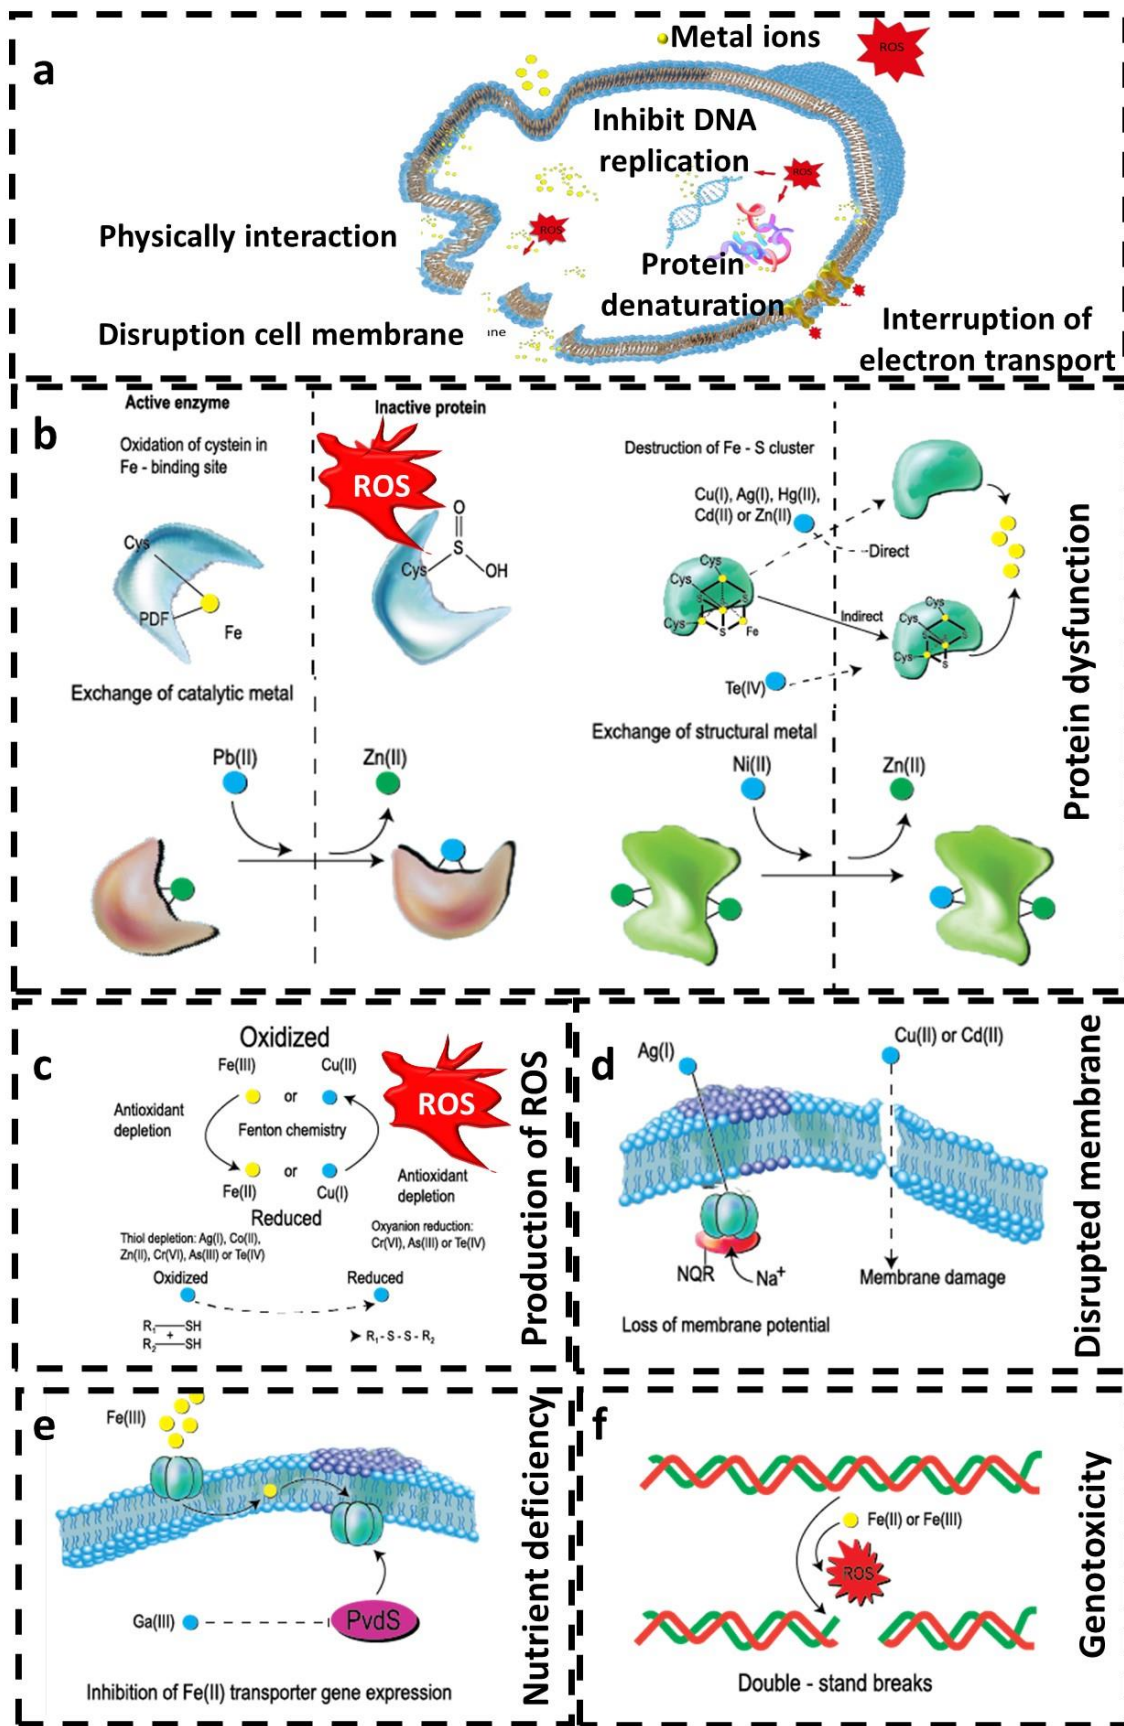 a
Metal ions
ROS
Inhibit DNA
replication
ROS
ROS
Physically interaction
Protein
denaturation
Disruption cell membrane
ine
Interruption of
electron transport
b
Active enzyme
Inactive protein
Oxidation of cystein in
Fe - binding site
ROS
Cys
PDF
Fe
O
S
OH
Cys
Destruction of Fe - S cluster
Cu(I), Ag(I), Hg(II),
Cd(II) or Zn(II)
Direct
Cys
Cys
Cys
S
S
S
S
Fe
Indirect
Cys
Cys
Cys
S
S
S
S
Te(IV)
Protein dysfunction
Exchange of catalytic metal
Pb(II)
Zn(II)
Exchange of structural metal
Ni(II)
Zn(II)
c
Oxidized
Fe(III)
or
Cu(II)
ROS
Antioxidant
depletion
Fenton chemistry
or
Fe(II)
Cu(I)
Antioxidant
depletion
Reduced
Thiol depletion: Ag(I), Co(II),
Zn(II), Cr(VI), As(III) or Te(IV)
Oxyanion reduction:
Cr(VI), As(III) or Te(IV)
Oxidized
Reduced
R1 SH
+
R2 SH
R1 - S - S - R2
Production of ROS
d
Ag(I)
Cu(II) or Cd(II)
NQR
Na+
Membrane damage
Loss of membrane potential
Disrupted membrane
e
Fe(III)
Ga(III)
PvdS
Inhibition of Fe(II) transporter gene expression
Nutrient deficiency
f
Fe(II) or Fe(III)
ROS
Double - stand breaks
Genotoxicity